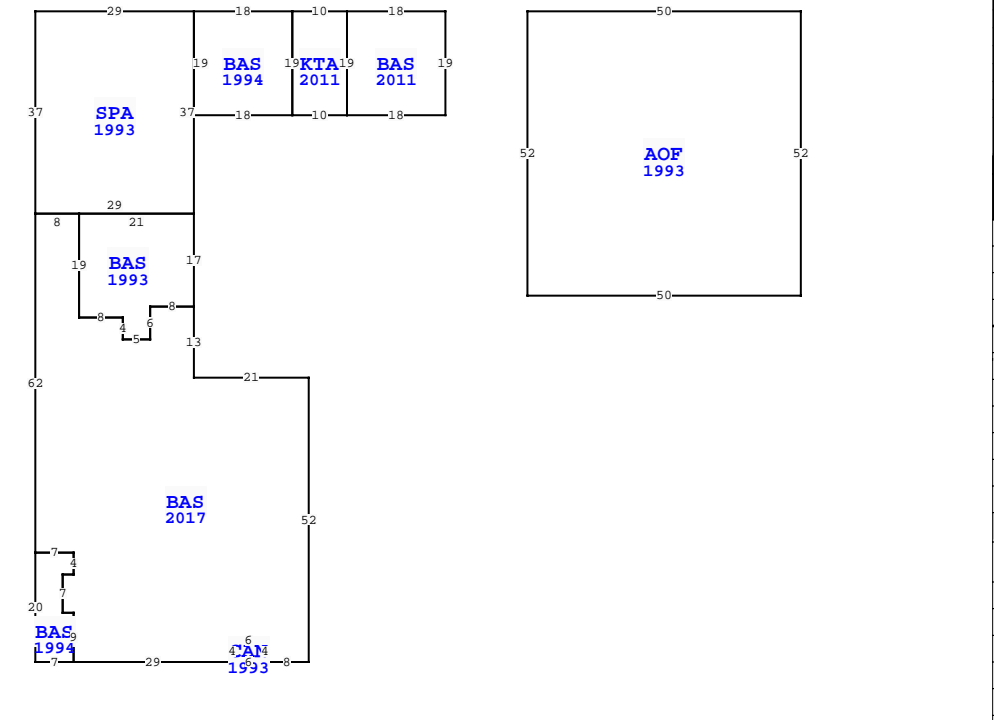 29 18 10 18 50
19 BAS 19 KTA 19 BAS 19
1994 2011 2011
37 SPA 37
1993
18 10 18
52 AOF 52
1993
29
8 21
19 BAS 17
1993
50
8 4 5 6 8
13
62
21
BAS
2017
52
7 4
7
20
BAS 9
1994
6
4 CAN 4
7 29 6 8
1993